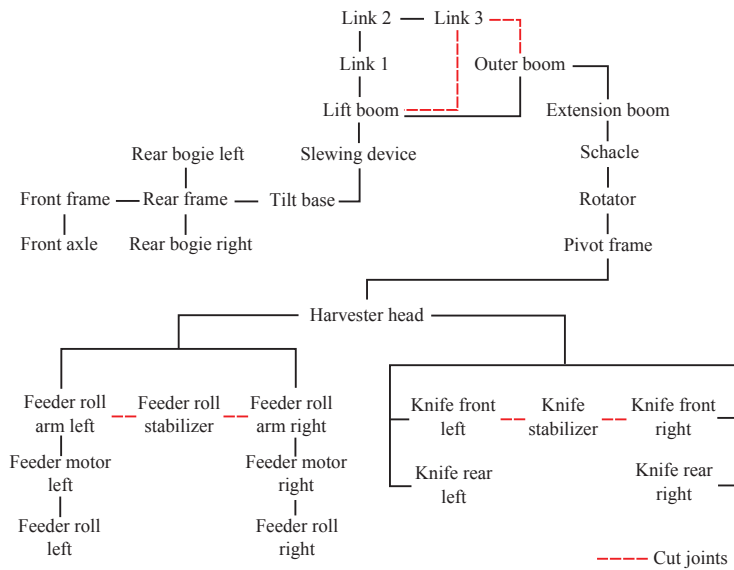 Link 2
Link 3
Link 1
Outer boom
Lift boom
Extension boom
Rear bogie left
Slewing device
Schacle
Front frame
Rear frame
Tilt base
Rotator
Front axle
Rear bogie right
Pivot frame
Harvester head
Feeder roll
arm left
Feeder roll
stabilizer
Feeder roll
arm right
Knife front
left
Knife
stabilizer
Knife front
right
Feeder motor
left
Feeder motor
right
Knife rear
left
Knife rear
right
Feeder roll
left
Feeder roll
right
Cut joints